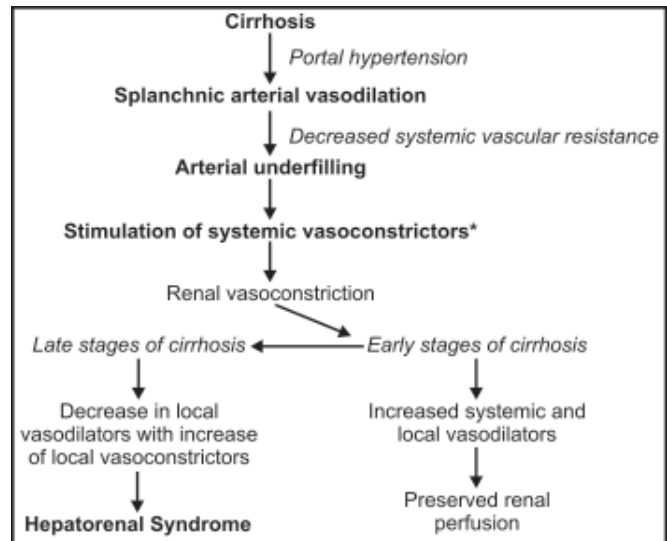 Cirrhosis
Portal hypertension
Splanchnic arterial vasodilation
Decreased systemic vascular resistance
Arterial underfilling
Stimulation of systemic vasoconstrictors*
Renal vasoconstriction
Late stages of cirrhosis
Early stages of cirrhosis
Decrease in local
vasodilators with increase
of local vasoconstrictors
Increased systemic and
local vasodilators
Hepatorenal Syndrome
Preserved renal
perfusion